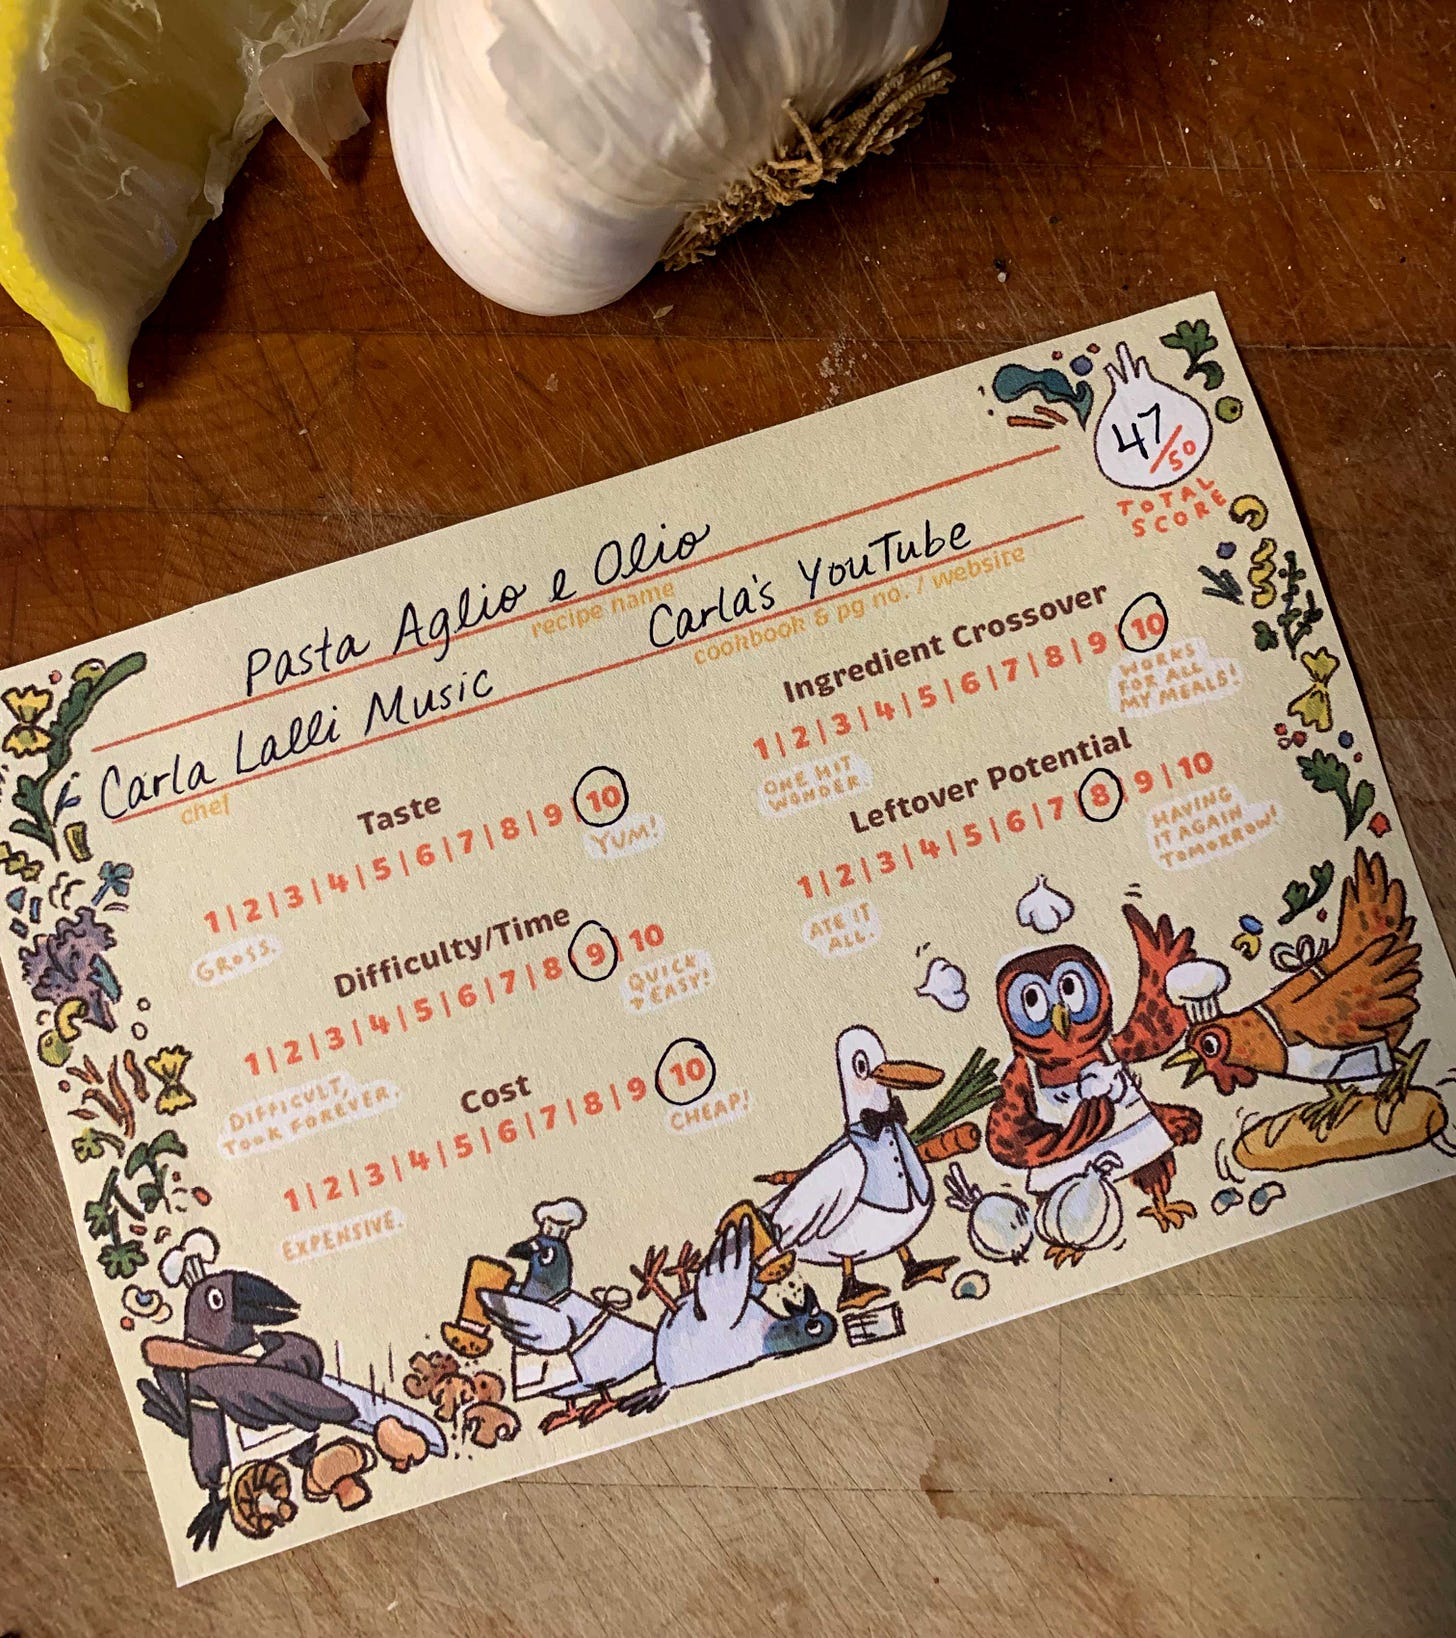 47/50
TOTAL
SCORE
Pasta Aglio e Olio
recipe name
Carla Lalli Music
chef
Carla's YouTube
cookbook & pg no. / website
Taste
1|2|3|4|5|6|7|8|9|10
GROSS.
YUM!
Difficulty/Time
1|2|3|4|5|6|7|8|9|10
DIFFICULT,
TOOK FOREVER.
QUICK
+ EASY!
Cost
1|2|3|4|5|6|7|8|9|10
EXPENSIVE.
CHEAP!
Ingredient Crossover
1|2|3|4|5|6|7|8|9|10
ONE HIT
WONDER.
WORKS
FOR ALL
MY MEALS!
Leftover Potential
1|2|3|4|5|6|7|8|9|10
ATE IT
ALL.
HAVING
IT AGAIN
TOMORROW!